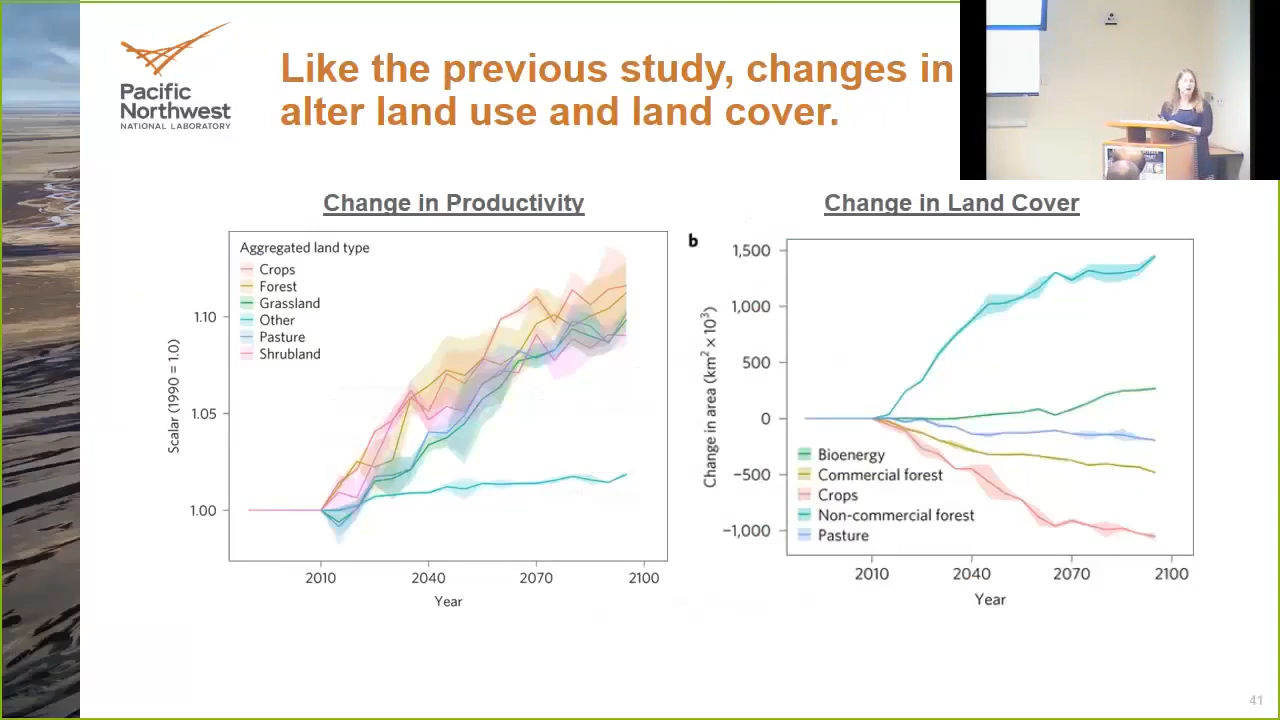 Pacific
Northwest
NATIONAL LABORATORY
Like the previous study, changes in
alter land use and land cover.
Change in Productivity
Aggregated land type
Crops
Forest
Grassland
Other
Pasture
Shrubland
Scalar (1990 = 1.0)
1.10
1.05
1.00
2010
2040
2070
2100
Year
Change in Land Cover
b
Change in area (km² × 10³)
1,500
1,000
500
0
−500
−1,000
Bioenergy
Commercial forest
Crops
Non-commercial forest
Pasture
2010
2040
2070
2100
Year
41